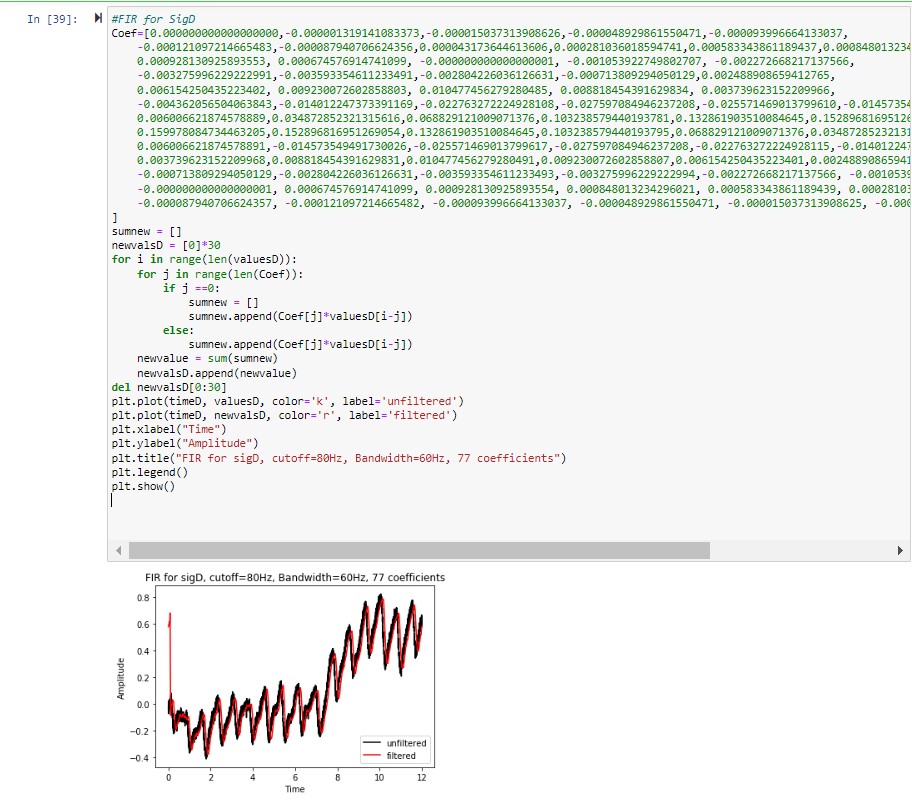 In [39]:
#FIR for SigD
Coef=[0.000000000000000000,-0.000001319141083373,-0.000015037313908626,-0.000048929861550471,-0.000093996664133037,
-0.000121097214665483,-0.000087940706624356,0.000043173644613606,0.000281036018594741,0.000583343861189437,0.000848013234
0.000928130925893553, 0.000674576914741099, -0.000000000000000001, -0.001053922749802707, -0.002272668217137566,
-0.003275996229222991,-0.003593354611233491,-0.002804226036126631,-0.000713809294050129,0.002488908659412765,
0.006154250435223402, 0.009230072602858803, 0.010477456279280485, 0.008818454391629834, 0.003739623152209966,
-0.004362056504063843,-0.014012247373391169,-0.022763272224928108,-0.027597084946237208,-0.025571469013799610,-0.01457354
0.006006621874578889,0.034872852321315616,0.068829121009071376,0.103238579440193781,0.132861903510084645,0.15289681695126
0.159978084734463205,0.152896816951269054,0.132861903510084645,0.103238579440193795,0.068829121009071376,0.03487285232131
0.006006621874578891,-0.014573549491730026,-0.025571469013799617,-0.027597084946237208,-0.022763272224928115,-0.01401224
0.003739623152209968,0.008818454391629831,0.010477456279280491,0.009230072602858807,0.006154250435223401,0.00248890865941
-0.000713809294050129,-0.002804226036126631,-0.003593354611233493,-0.003275996229222994,-0.002272668217137566, -0.0010539
-0.000000000000000001, 0.000674576914741099, 0.000928130925893554, 0.000848013234296021, 0.000583343861189439, 0.00028103
-0.000087940706624357, -0.000121097214665482, -0.000093996664133037, -0.000048929861550471, -0.000015037313908625, -0.000
]
sumnew = []
newvalsD = [0]*30
for i in range(len(valuesD)):
for j in range(len(Coef)):
if j ==0:
sumnew = []
sumnew.append(Coef[j]*valuesD[i-j])
else:
sumnew.append(Coef[j]*valuesD[i-j])
newvalue = sum(sumnew)
newvalsD.append(newvalue)
del newvalsD[0:30]
plt.plot(timeD, valuesD, color='k', label='unfiltered')
plt.plot(timeD, newvalsD, color='r', label='filtered')
plt.xlabel("Time")
plt.ylabel("Amplitude")
plt.title("FIR for sigD, cutoff=80Hz, Bandwidth=60Hz, 77 coefficients")
plt.legend()
plt.show()
FIR for sigD, cutoff=80Hz, Bandwidth=60Hz, 77 coefficients
0.8
0.6
0.4
0.2
0.0
−0.2
−0.4
Amplitude
unfiltered
filtered
0 2 4 6 8 10 12
Time